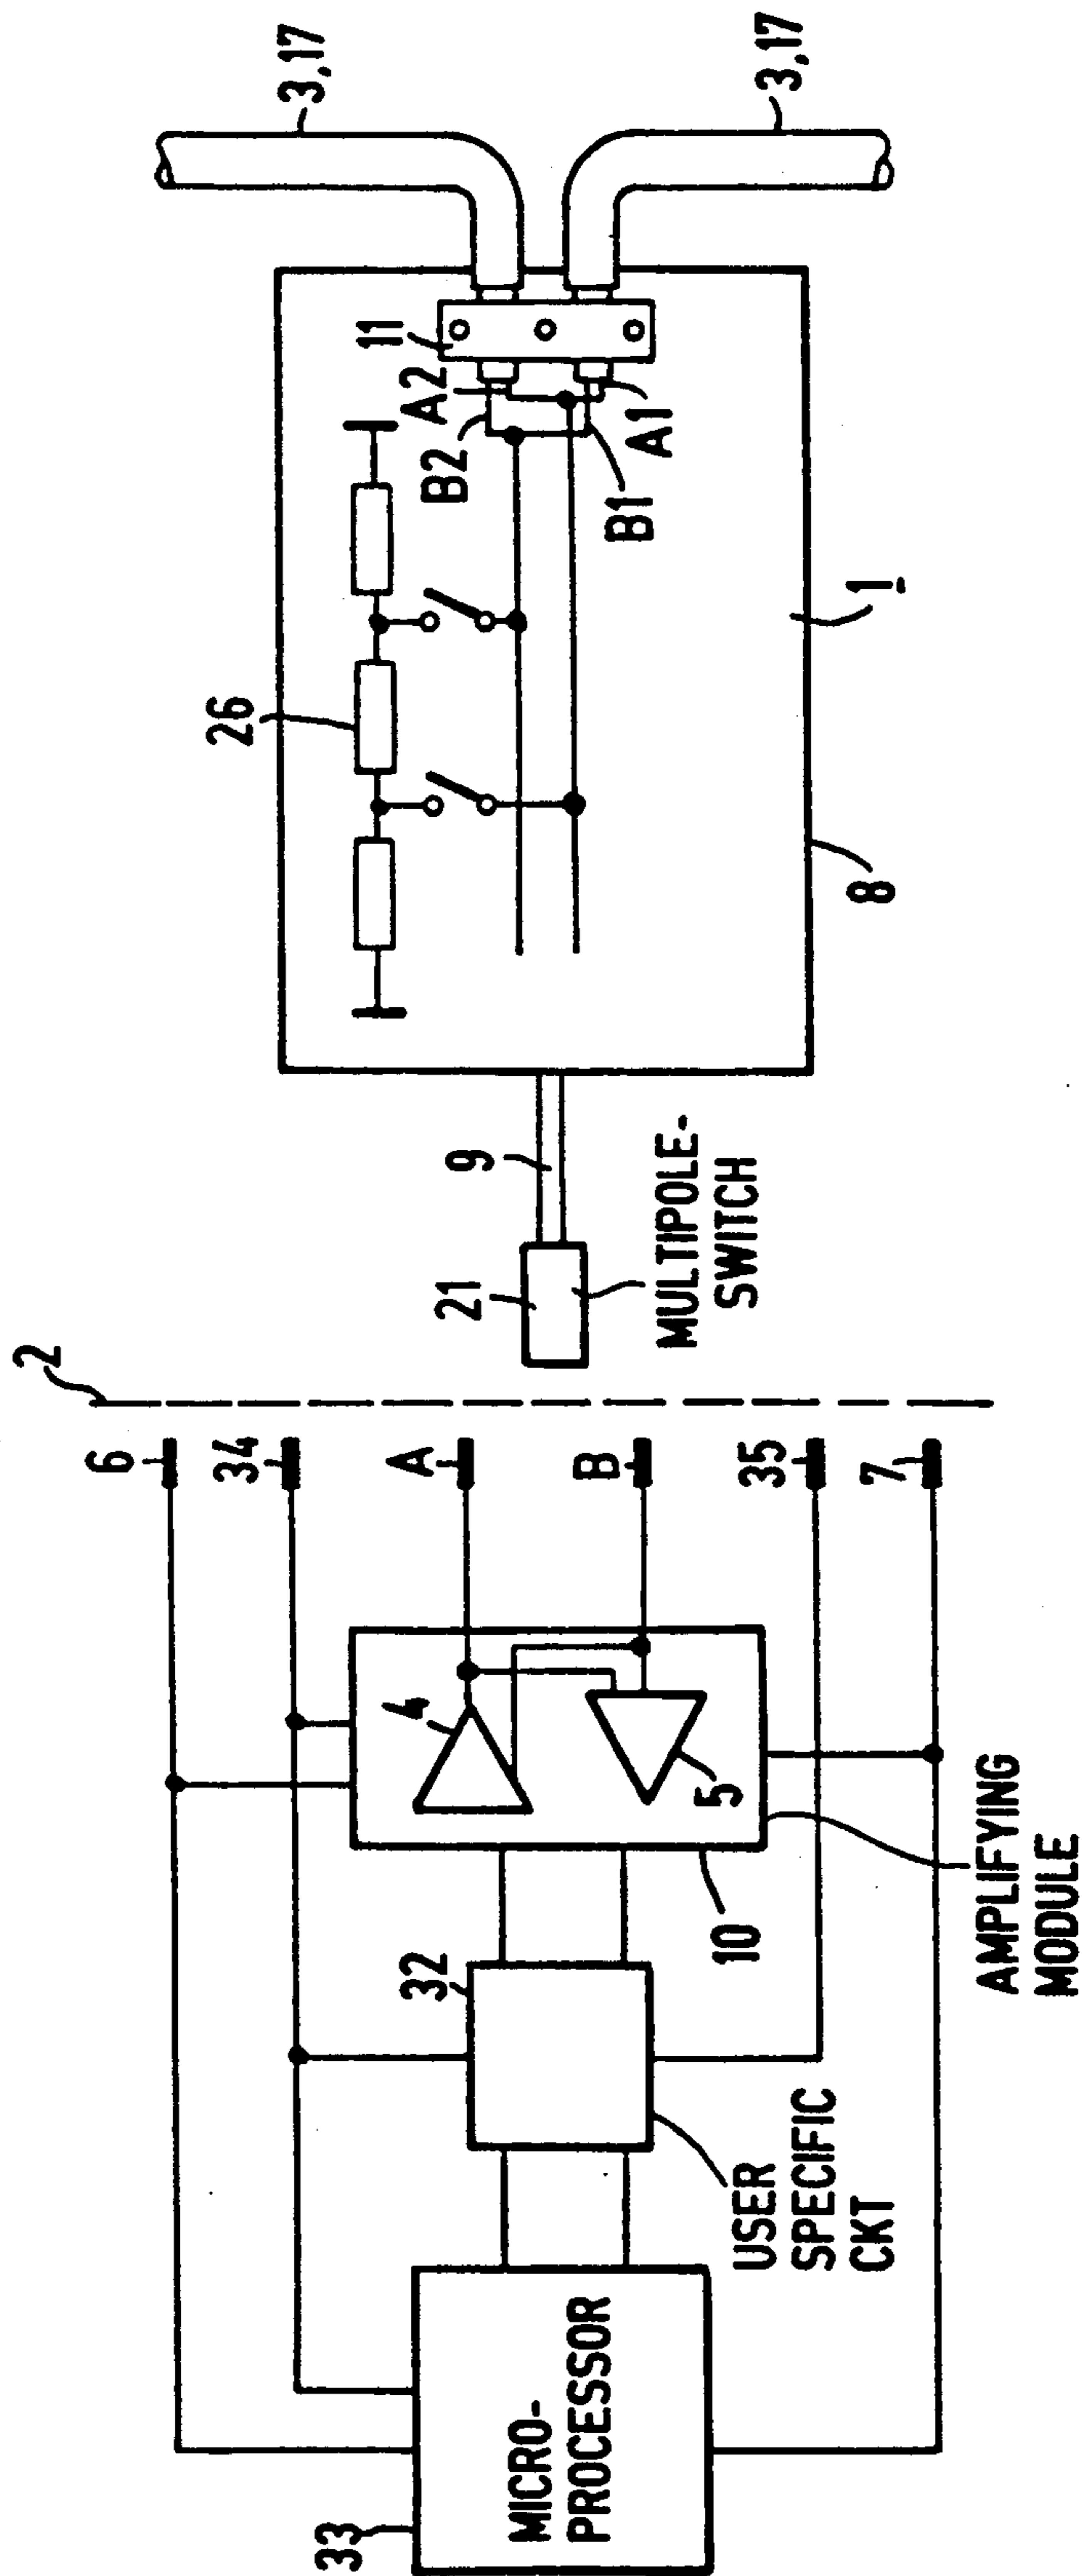 2
6
34
26
3,17
33
11
A
4
32
A2
B2
21
9
MICRO-
PROCESSOR
B
B1
A1
MULTIPOLE-
SWITCH
5
10
35
3,17
USER
SPECIFIC
CKT
1
8
7
AMPLIFYING
MODULE